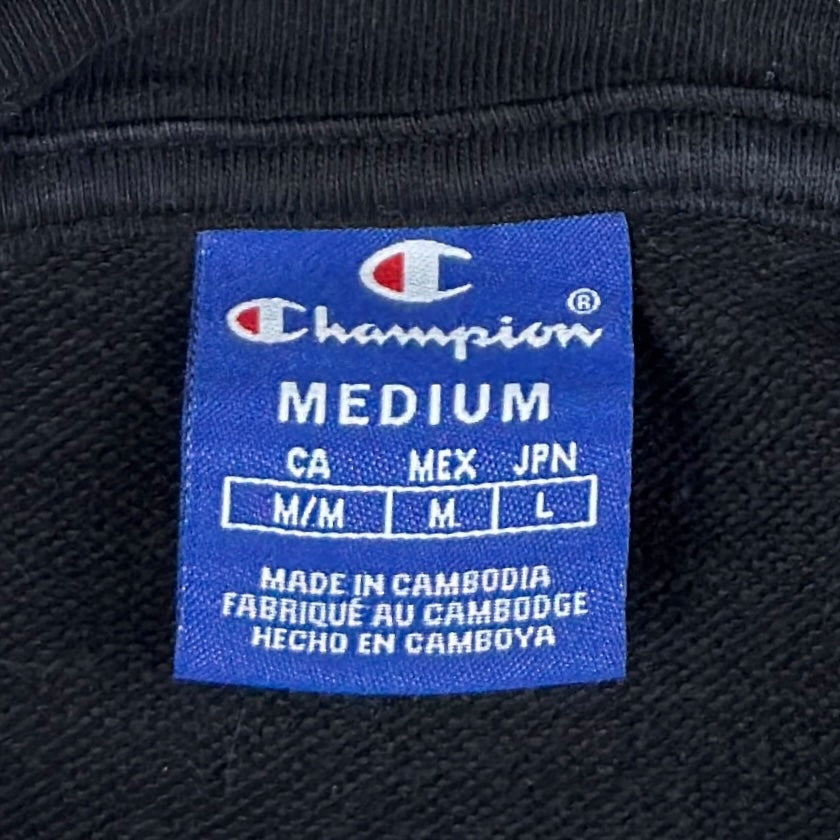 Champion®
MEDIUM
CA MEX JPN
M/M M L
MADE IN CAMBODIA
FABRIQUÉ AU CAMBODGE
HECHO EN CAMBOYA